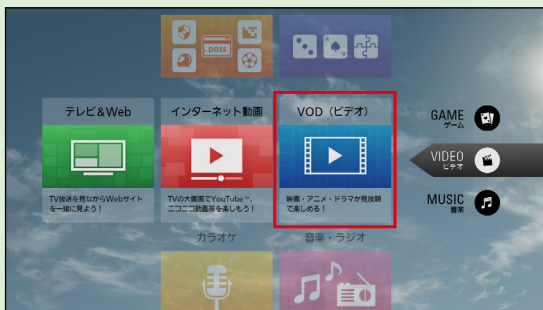 pass
A
テレビ&Web
インターネット動画
VOD（ビデオ）
TV放送を見ながらWebサイト
を一緒に見よう！
TVの大画面でYouTube™、
ニコニコ動画等を楽しもう！
映画・アニメ・ドラマが見放題
で楽しめる！
カラオケ
音楽・ラジオ
GAME
ゲーム
VIDEO
ビデオ
MUSIC
音楽